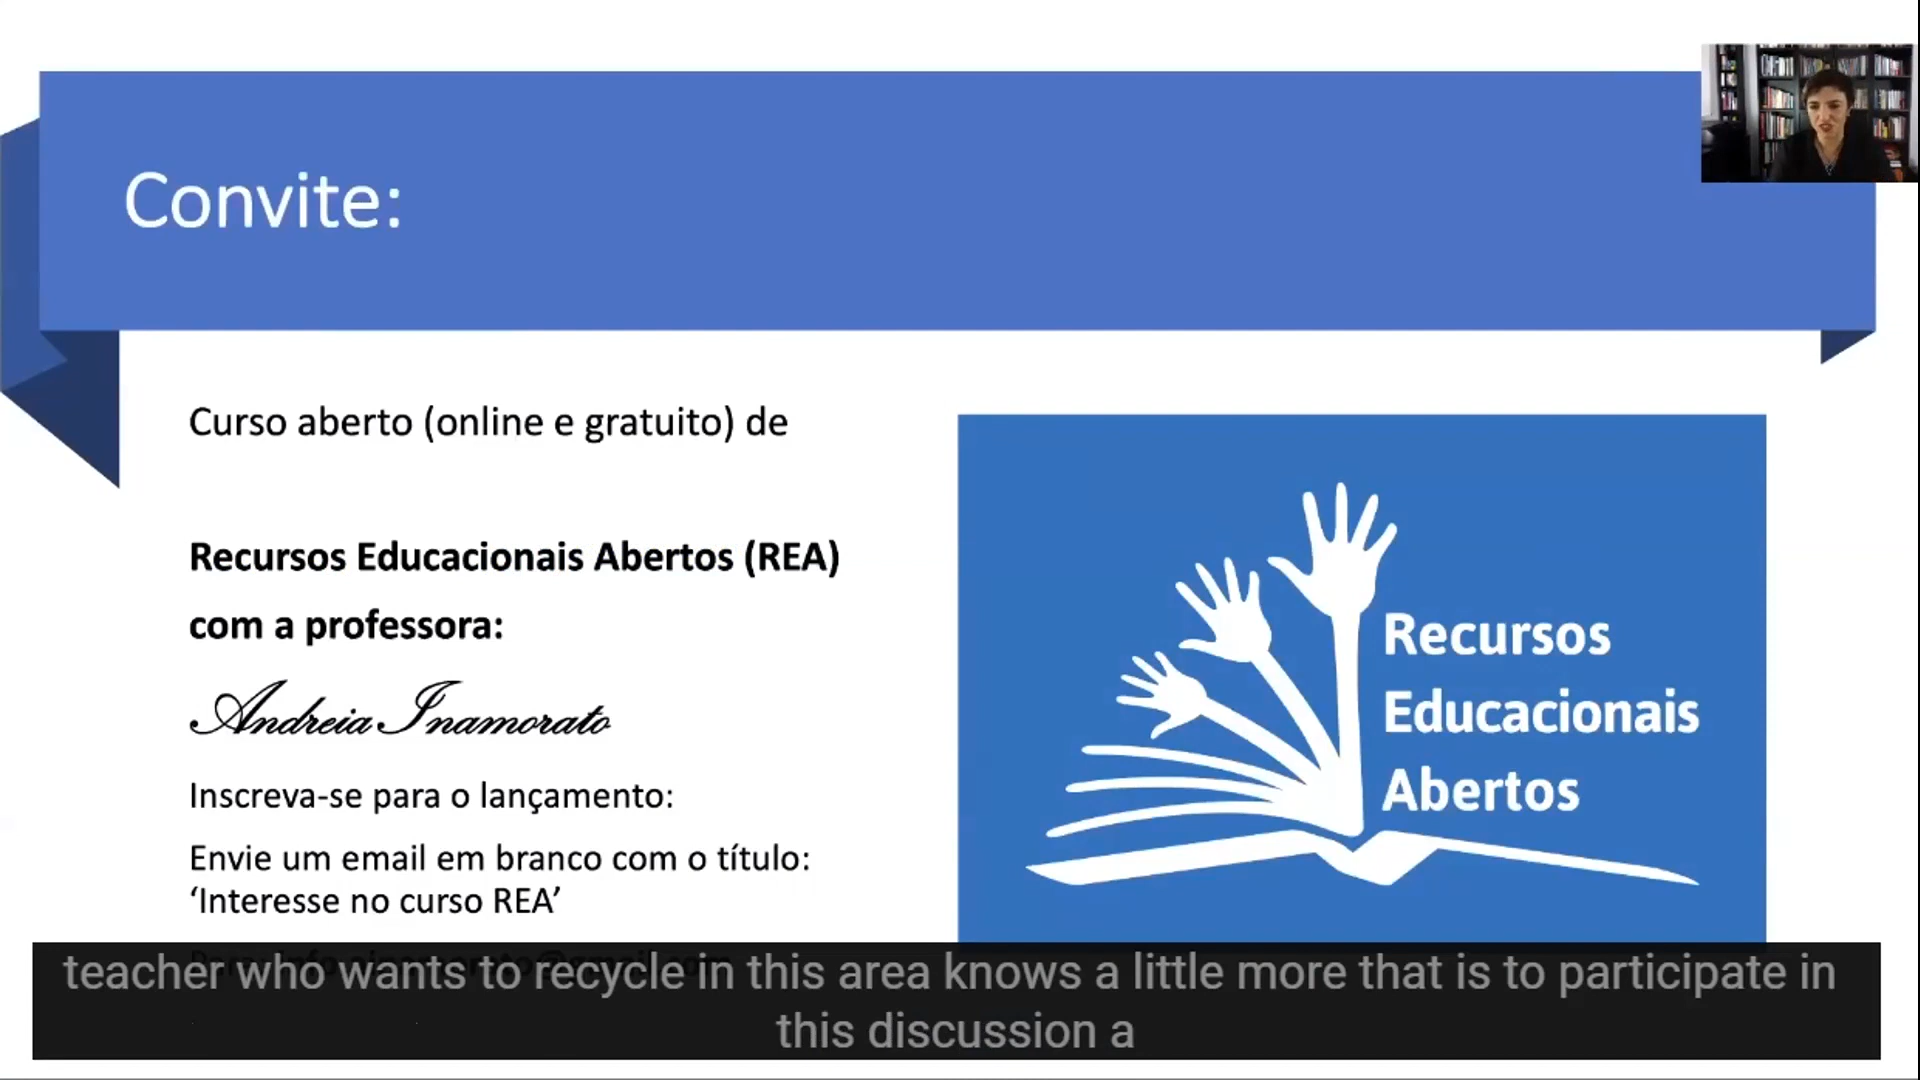 Convite:
Curso aberto (online e gratuito) de
Recursos Educacionais Abertos (REA)
com a professora:
Andreia Inamorato
Inscreva-se para o lançamento:
Envie um email em branco com o título:
‘Interesse no curso REA’
Recursos
Educacionais
Abertos
teacher who wants to recycle in this area knows a little more that is to participate in
this discussion a